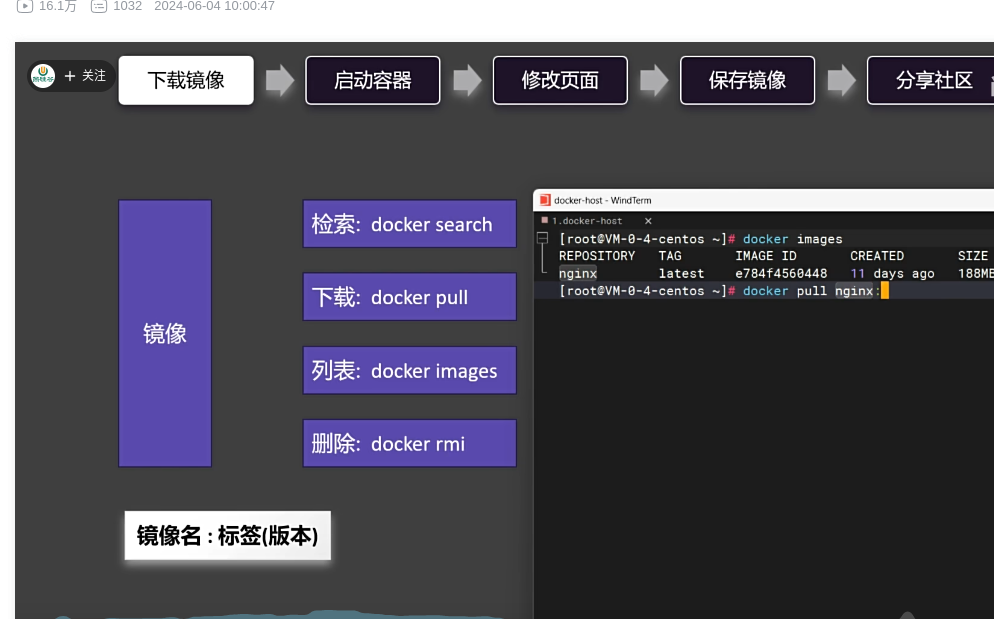 16.1万 1032 2024-06-04 10:00:47
+ 关注
下载镜像 启动容器 修改页面 保存镜像 分享社区
镜像
检索: docker search
下载: docker pull
列表: docker images
删除: docker rmi
镜像名 : 标签(版本)
docker-host - WindTerm
1.docker-host ×
[root@VM-0-4-centos ~]# docker images
REPOSITORY TAG IMAGE ID CREATED SIZE
nginx latest e784f4560448 11 days ago 188MB
[root@VM-0-4-centos ~]# docker pull nginx: